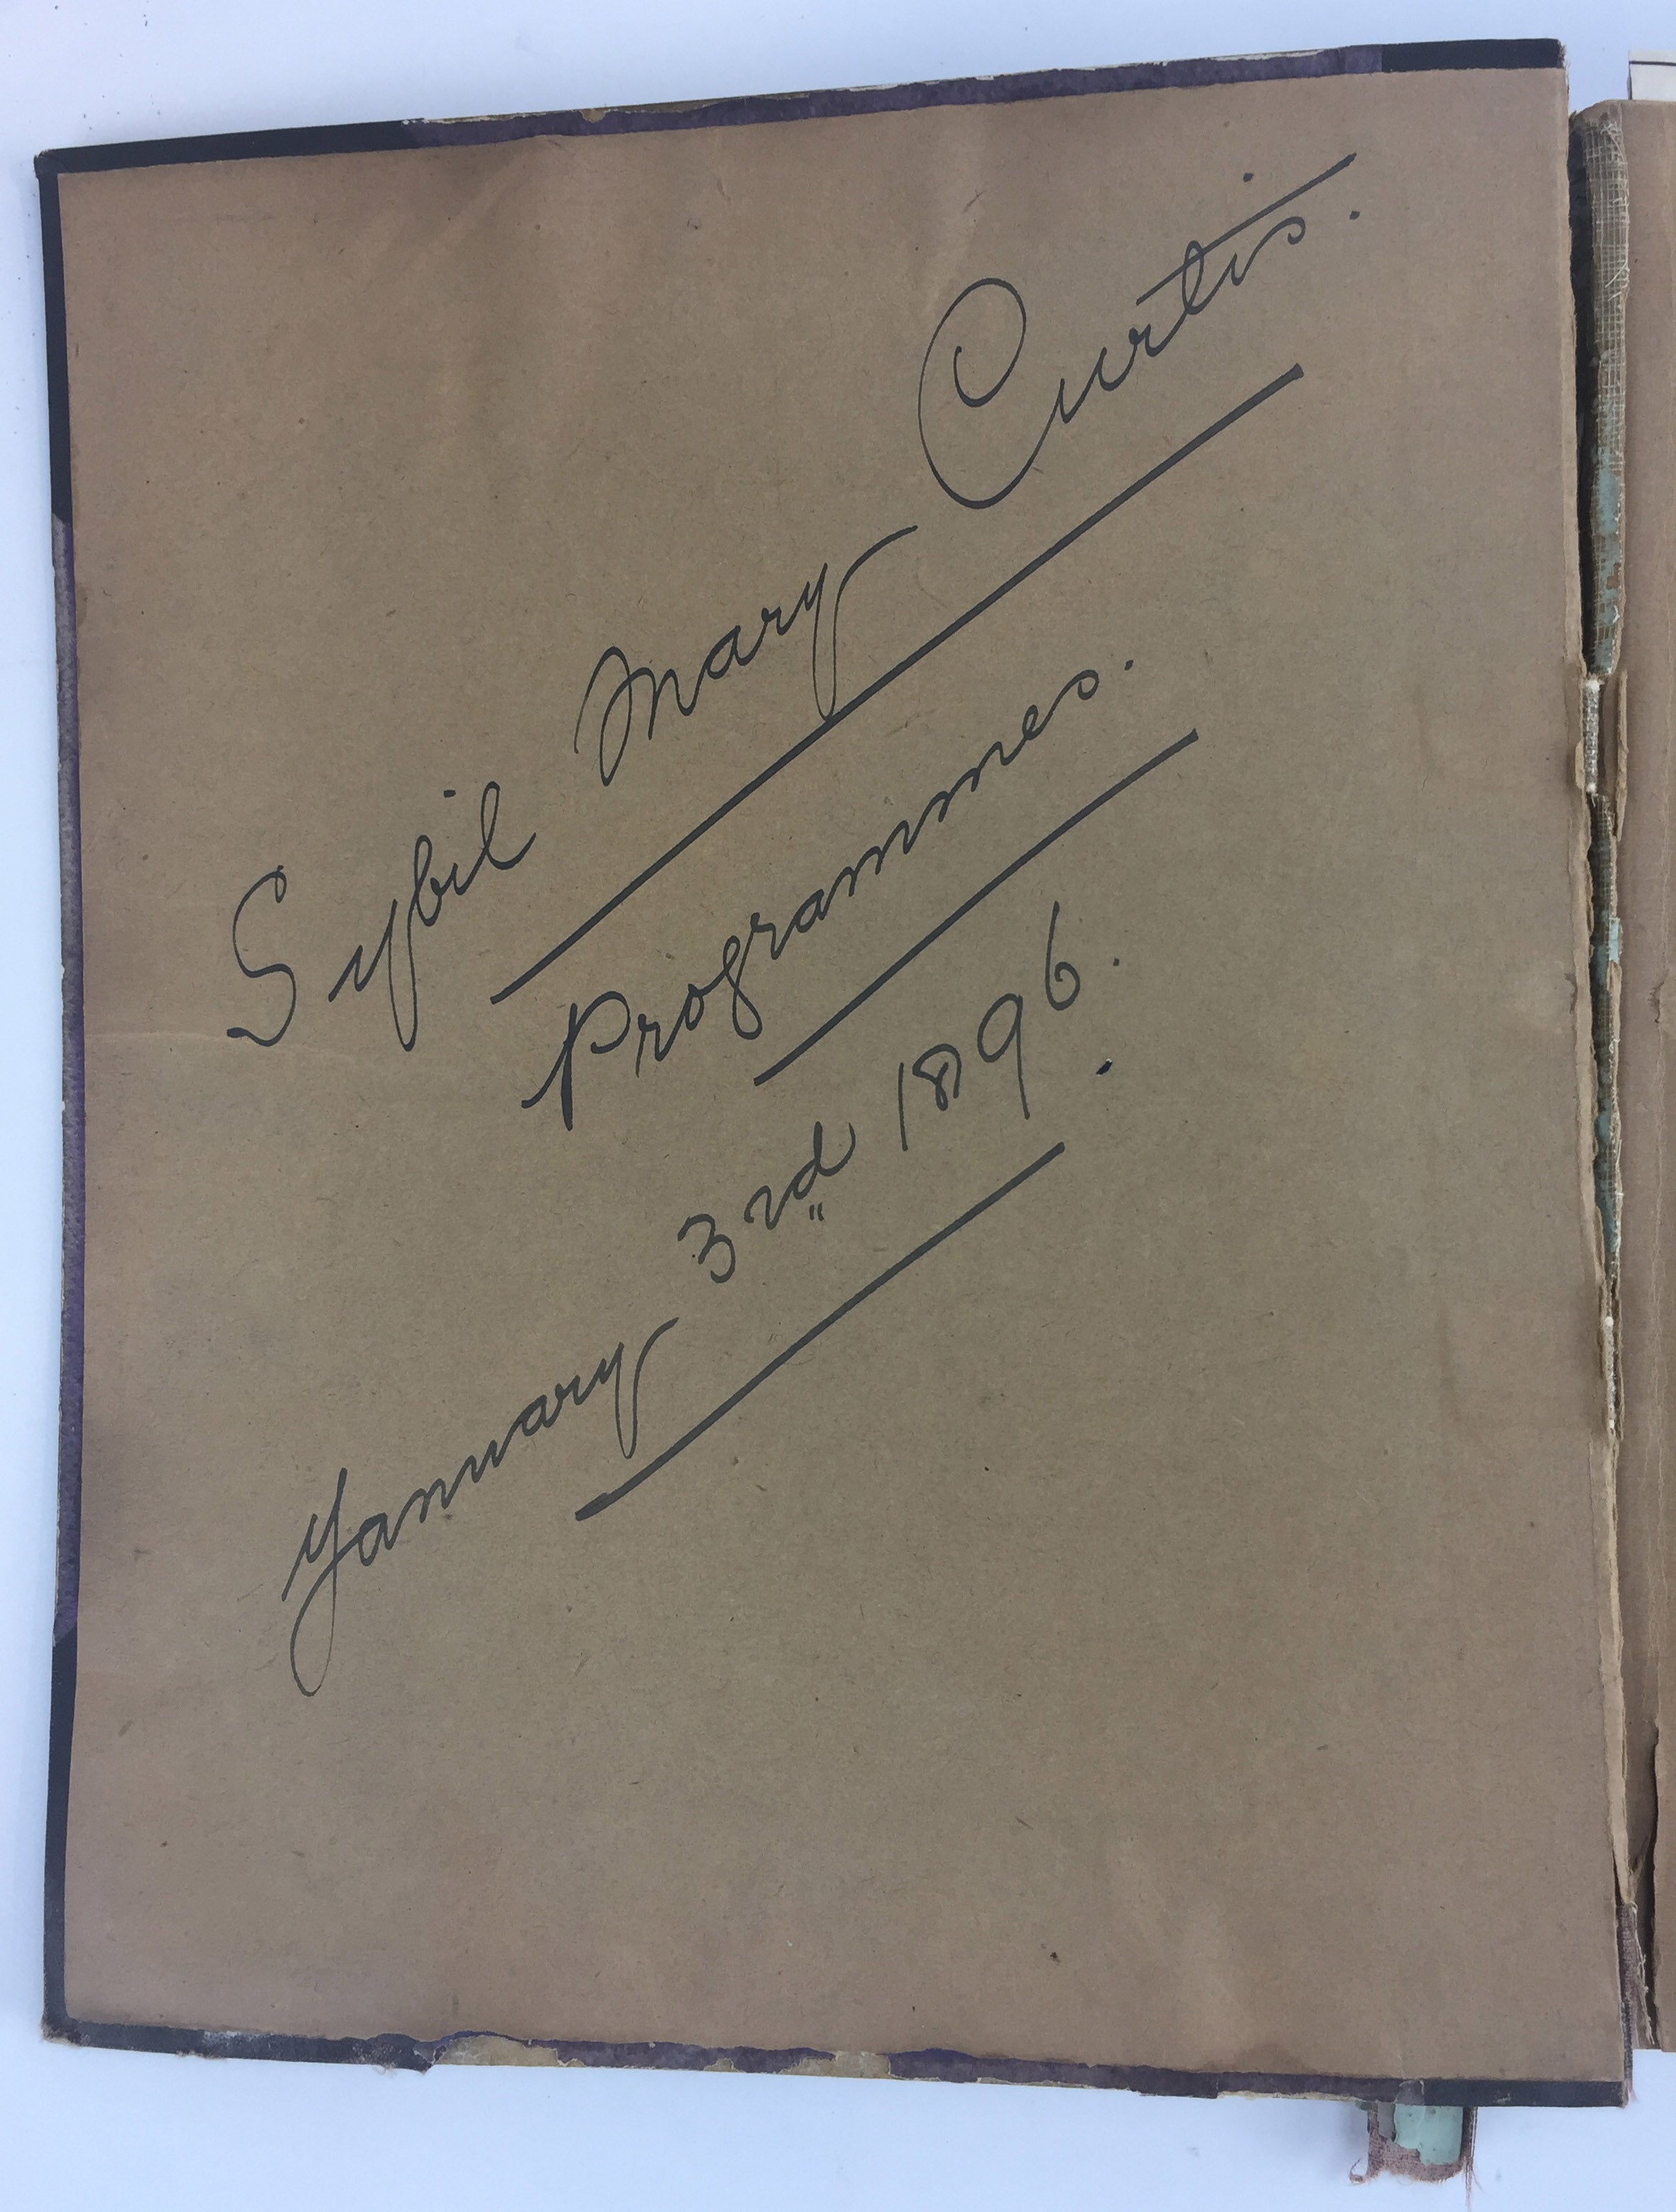 Sybil Mary Curtis.
Programmes.
January 3rd 1896.